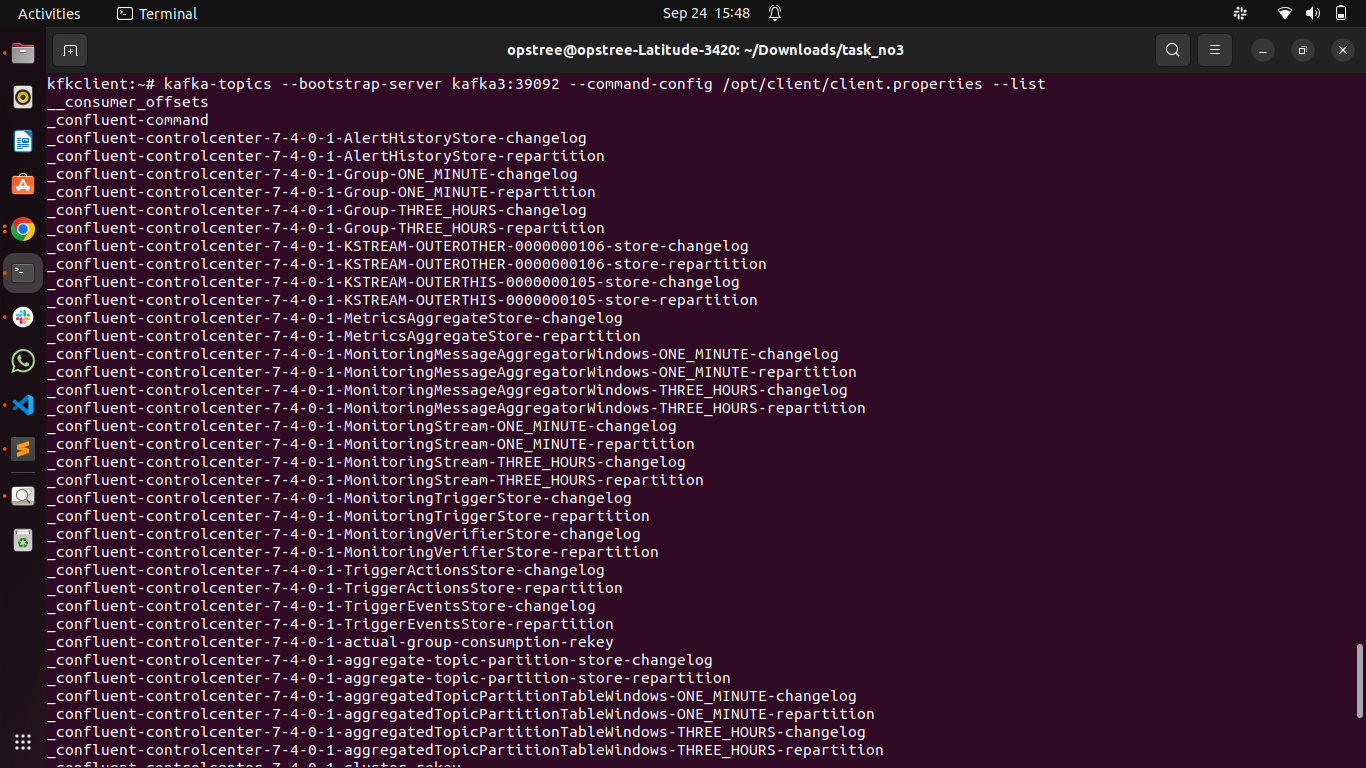 Activities
Terminal
Sep 24 15:48
opstree@opstree-Latitude-3420: ~/Downloads/task_no3
kfkclient:~# kafka-topics --bootstrap-server kafka3:39092 --command-config /opt/client/client.properties --list
__consumer_offsets
_confluent-command
_confluent-controlcenter-7-4-0-1-AlertHistoryStore-changelog
_confluent-controlcenter-7-4-0-1-AlertHistoryStore-repartition
_confluent-controlcenter-7-4-0-1-Group-ONE_MINUTE-changelog
_confluent-controlcenter-7-4-0-1-Group-ONE_MINUTE-repartition
_confluent-controlcenter-7-4-0-1-Group-THREE_HOURS-changelog
_confluent-controlcenter-7-4-0-1-Group-THREE_HOURS-repartition
_confluent-controlcenter-7-4-0-1-KSTREAM-OUTEROTHER-0000000106-store-changelog
_confluent-controlcenter-7-4-0-1-KSTREAM-OUTEROTHER-0000000106-store-repartition
_confluent-controlcenter-7-4-0-1-KSTREAM-OUTERTHIS-0000000105-store-changelog
_confluent-controlcenter-7-4-0-1-KSTREAM-OUTERTHIS-0000000105-store-repartition
_confluent-controlcenter-7-4-0-1-MetricsAggregateStore-changelog
_confluent-controlcenter-7-4-0-1-MetricsAggregateStore-repartition
_confluent-controlcenter-7-4-0-1-MonitoringMessageAggregatorWindows-ONE_MINUTE-changelog
_confluent-controlcenter-7-4-0-1-MonitoringMessageAggregatorWindows-ONE_MINUTE-repartition
_confluent-controlcenter-7-4-0-1-MonitoringMessageAggregatorWindows-THREE_HOURS-changelog
_confluent-controlcenter-7-4-0-1-MonitoringMessageAggregatorWindows-THREE_HOURS-repartition
_confluent-controlcenter-7-4-0-1-MonitoringStream-ONE_MINUTE-changelog
_confluent-controlcenter-7-4-0-1-MonitoringStream-ONE_MINUTE-repartition
_confluent-controlcenter-7-4-0-1-MonitoringStream-THREE_HOURS-changelog
_confluent-controlcenter-7-4-0-1-MonitoringStream-THREE_HOURS-repartition
_confluent-controlcenter-7-4-0-1-MonitoringTriggerStore-changelog
_confluent-controlcenter-7-4-0-1-MonitoringTriggerStore-repartition
_confluent-controlcenter-7-4-0-1-MonitoringVerifierStore-changelog
_confluent-controlcenter-7-4-0-1-MonitoringVerifierStore-repartition
_confluent-controlcenter-7-4-0-1-TriggerActionsStore-changelog
_confluent-controlcenter-7-4-0-1-TriggerActionsStore-repartition
_confluent-controlcenter-7-4-0-1-TriggerEventsStore-changelog
_confluent-controlcenter-7-4-0-1-TriggerEventsStore-repartition
_confluent-controlcenter-7-4-0-1-actual-group-consumption-rekey
_confluent-controlcenter-7-4-0-1-aggregate-topic-partition-store-changelog
_confluent-controlcenter-7-4-0-1-aggregate-topic-partition-store-repartition
_confluent-controlcenter-7-4-0-1-aggregatedTopicPartitionTableWindows-ONE_MINUTE-changelog
_confluent-controlcenter-7-4-0-1-aggregatedTopicPartitionTableWindows-ONE_MINUTE-repartition
_confluent-controlcenter-7-4-0-1-aggregatedTopicPartitionTableWindows-THREE_HOURS-changelog
_confluent-controlcenter-7-4-0-1-aggregatedTopicPartitionTableWindows-THREE_HOURS-repartition
_confluent-controlcenter-7-4-0-1-cluster-rekey